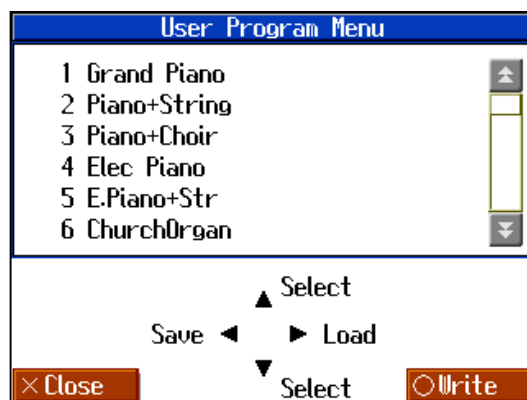 User Program Menu
1 Grand Piano
2 Piano+String
3 Piano+Choir
4 Elec Piano
5 E.Piano+Str
6 ChurchOrgan
▲ Select
Save ◀ ▶ Load
▼ Select
×Close
○Write